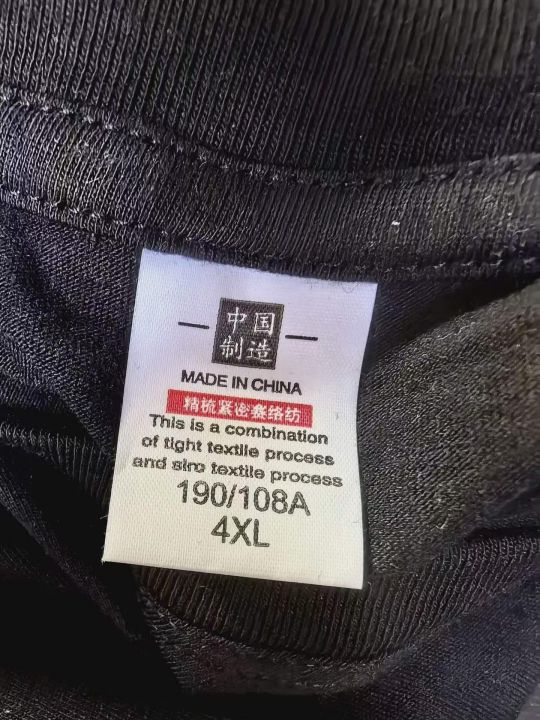 中国
制造
MADE IN CHINA
精梳紧密赛络纺
This is a combination
of tight textile process
and siro textile process
190/108A
4XL